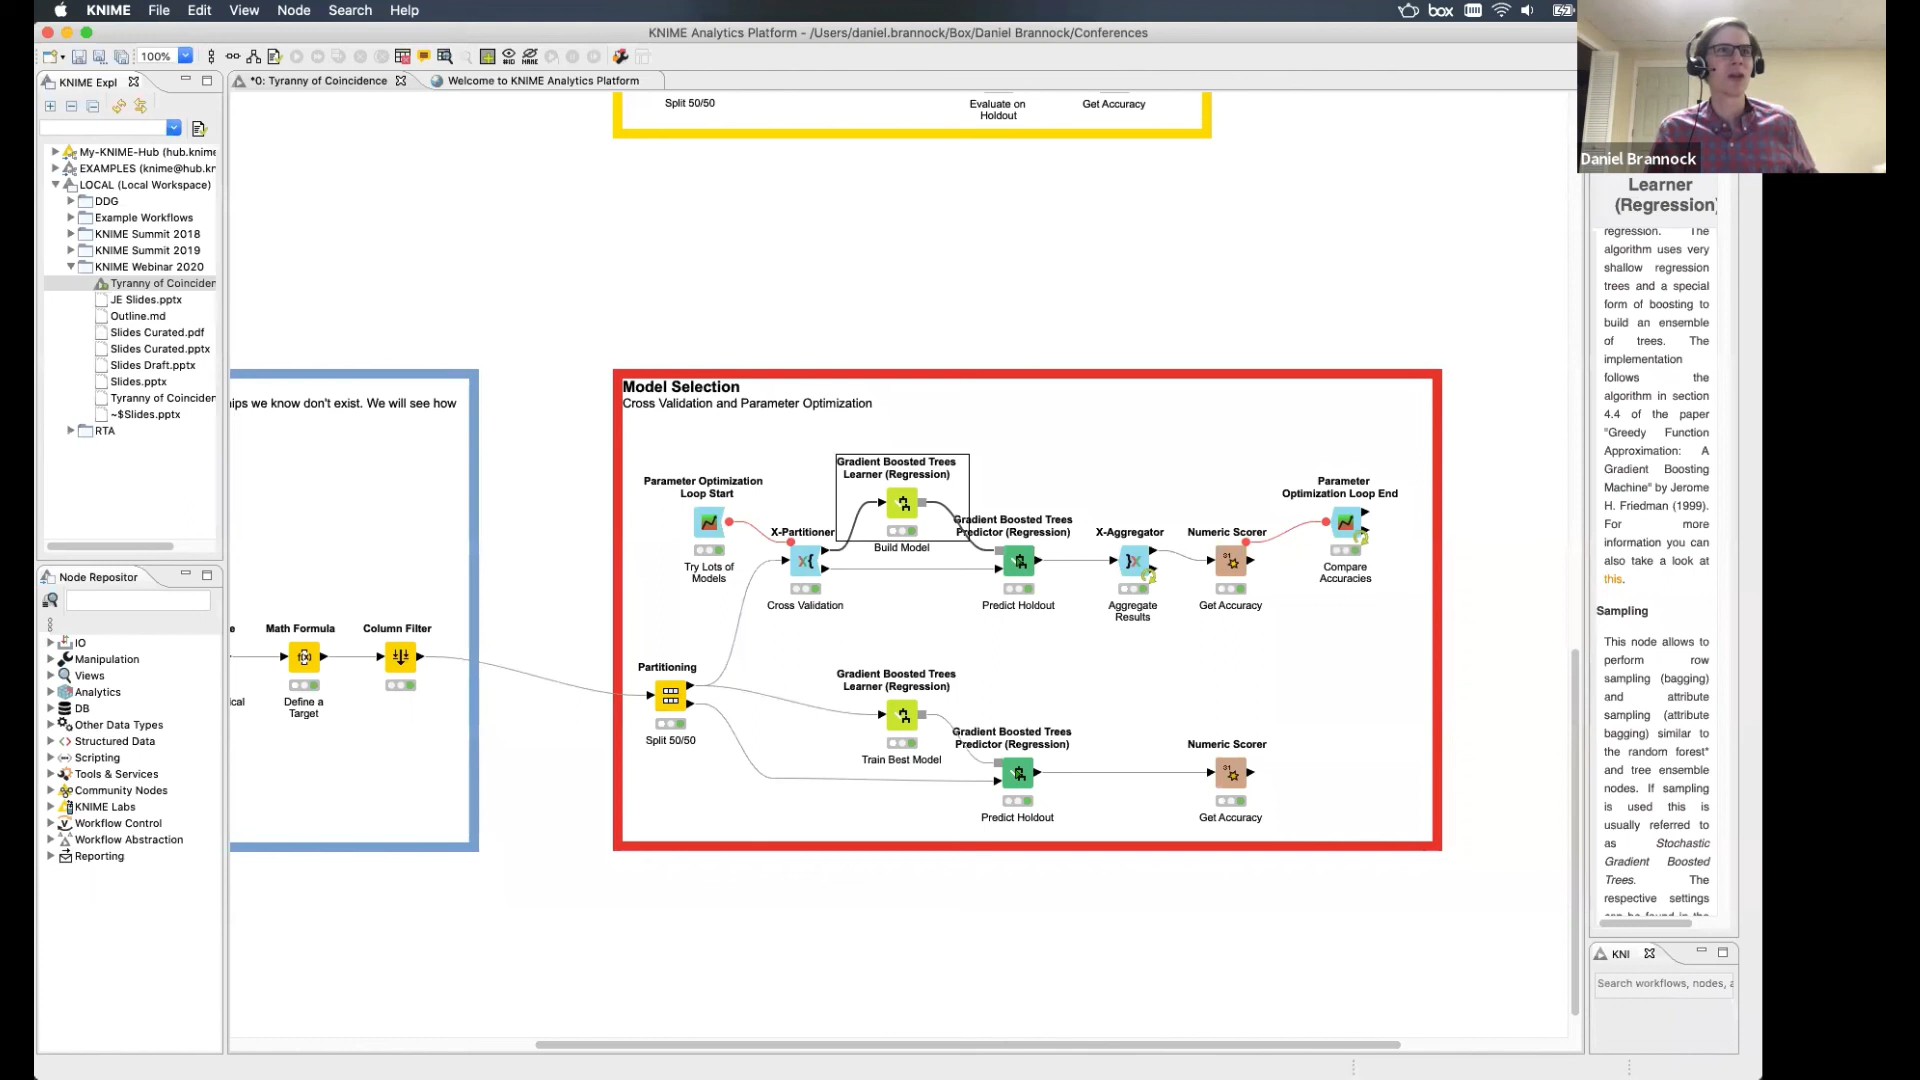 KNIME File Edit View Node Search Help
box
KNIME Analytics Platform - /Users/daniel.brannock/Box/Daniel Brannock/Conferences
100%
KNIME Expl
*0: Tyranny of Coincidence
Welcome to KNIME Analytics Platform
My-KNIME-Hub (hub.knime
EXAMPLES (knime@hub.kr
LOCAL (Local Workspace)
DDG
Example Workflows
KNIME Summit 2018
KNIME Summit 2019
KNIME Webinar 2020
Tyranny of Coinciden
JE Slides.pptx
Outline.md
Slides Curated.pdf
Slides Curated.pptx
Slides Draft.pptx
Slides.pptx
Tyranny of Coinciden
~$Slides.pptx
RTA
Node Repository
IO
Manipulation
Views
Analytics
DB
Other Data Types
Structured Data
Scripting
Tools & Services
Community Nodes
KNIME Labs
Workflow Control
Workflow Abstraction
Reporting
Split 50/50
Evaluate on
Holdout
Get Accuracy
ips we know don't exist. We will see how
Math Formula
Define a
Target
Column Filter
ical
Model Selection
Cross Validation and Parameter Optimization
Parameter Optimization
Loop Start
Try Lots of
Models
X-Partitioner
Cross Validation
Gradient Boosted Trees
Learner (Regression)
Build Model
Gradient Boosted Trees
Predictor (Regression)
Predict Holdout
X-Aggregator
Aggregate
Results
Numeric Scorer
Get Accuracy
Parameter
Optimization Loop End
Compare
Accuracies
Partitioning
Split 50/50
Gradient Boosted Trees
Learner (Regression)
Train Best Model
Gradient Boosted Trees
Predictor (Regression)
Predict Holdout
Numeric Scorer
Get Accuracy
Daniel Brannock
Learner
(Regression)
regression. The
algorithm uses very
shallow regression
trees and a special
form of boosting to
build an ensemble
of trees. The
implementation
follows the
algorithm in section
4.4 of the paper
"Greedy Function
Approximation: A
Gradient Boosting
Machine" by Jerome
H. Friedman (1999).
For more
information you can
also take a look at
this.
Sampling
This node allows to
perform row
sampling (bagging)
and attribute
sampling (attribute
bagging) similar to
the random forest*
and tree ensemble
nodes. If sampling
is used this is
usually referred to
as Stochastic
Gradient Boosted
Trees. The
respective settings
can be found in the
KNI
Search workflows, nodes, a